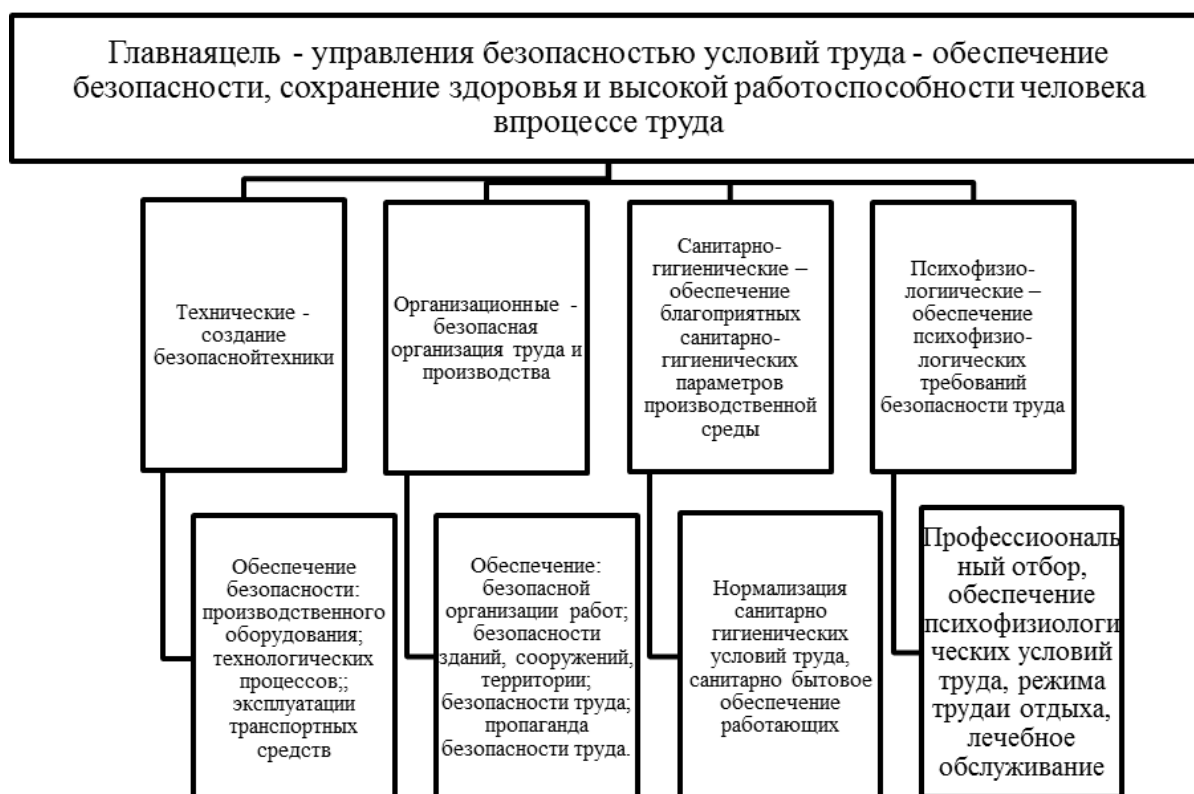 Главнаяцель - управления безопасностью условий труда - обеспечение
безопасности, сохранение здоровья и высокой работоспособности человека
впроцессе труда
Технические -
создание
безопаснойтехники
Организационные -
безопасная
организация труда и
производства
Санитарно-
гигиенические –
обеспечение
благоприятных
санитарно-
гигиенических
параметров
производственной
среды
Психофизио-
логиические –
обеспечение
психофизио-
логических
требований
безопасности труда
Обеспечение
безопасности:
производственного
оборудования;
технологических
процессов;;
эксплуатации
транспортных
средств
Обеспечение:
безопасной
организации работ;
безопасности
зданий, сооружений,
территории;
безопасности труда;
пропаганда
безопасности труда.
Нормализация
санитарно
гигиенических
условий труда,
санитарно бытовое
обеспечение
работающих
Профессиоональ
ный отбор,
обеспечение
психофизиологи
ческих условий
труда, режима
трудаи отдыха,
лечебное
обслуживание